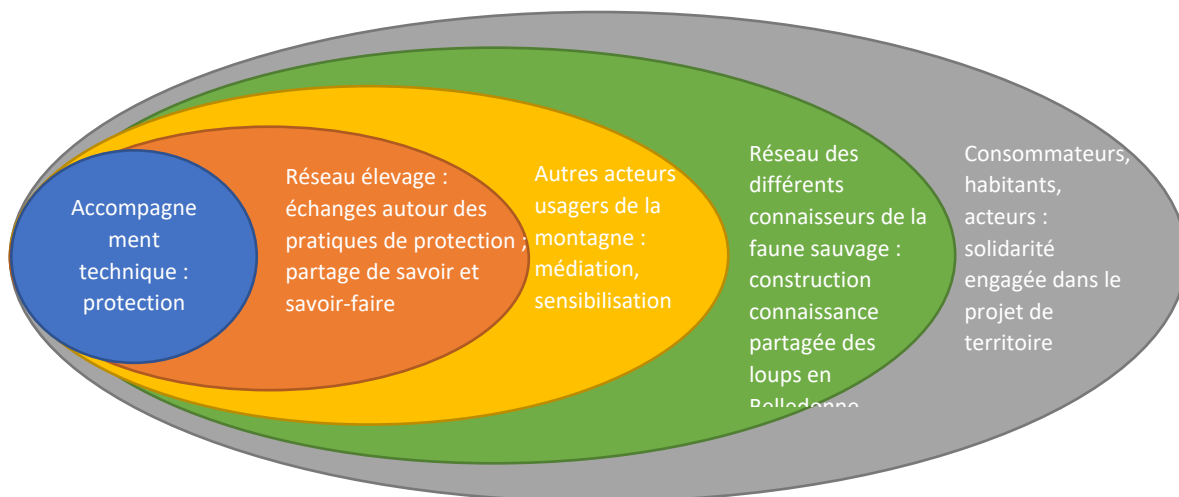 Accompagne
ment
technique :
protection
Réseau élevage :
échanges autour des
pratiques de protection ;
partage de savoir et
savoir-faire
Autres acteurs
usagers de la
montagne :
médiation,
sensibilisation
Réseau des
différents
connaisseurs de la
faune sauvage :
construction
connaissance
partagée des
loups en
Belledonne
Consommateurs,
habitants,
acteurs :
solidarité
engagée dans le
projet de
territoire